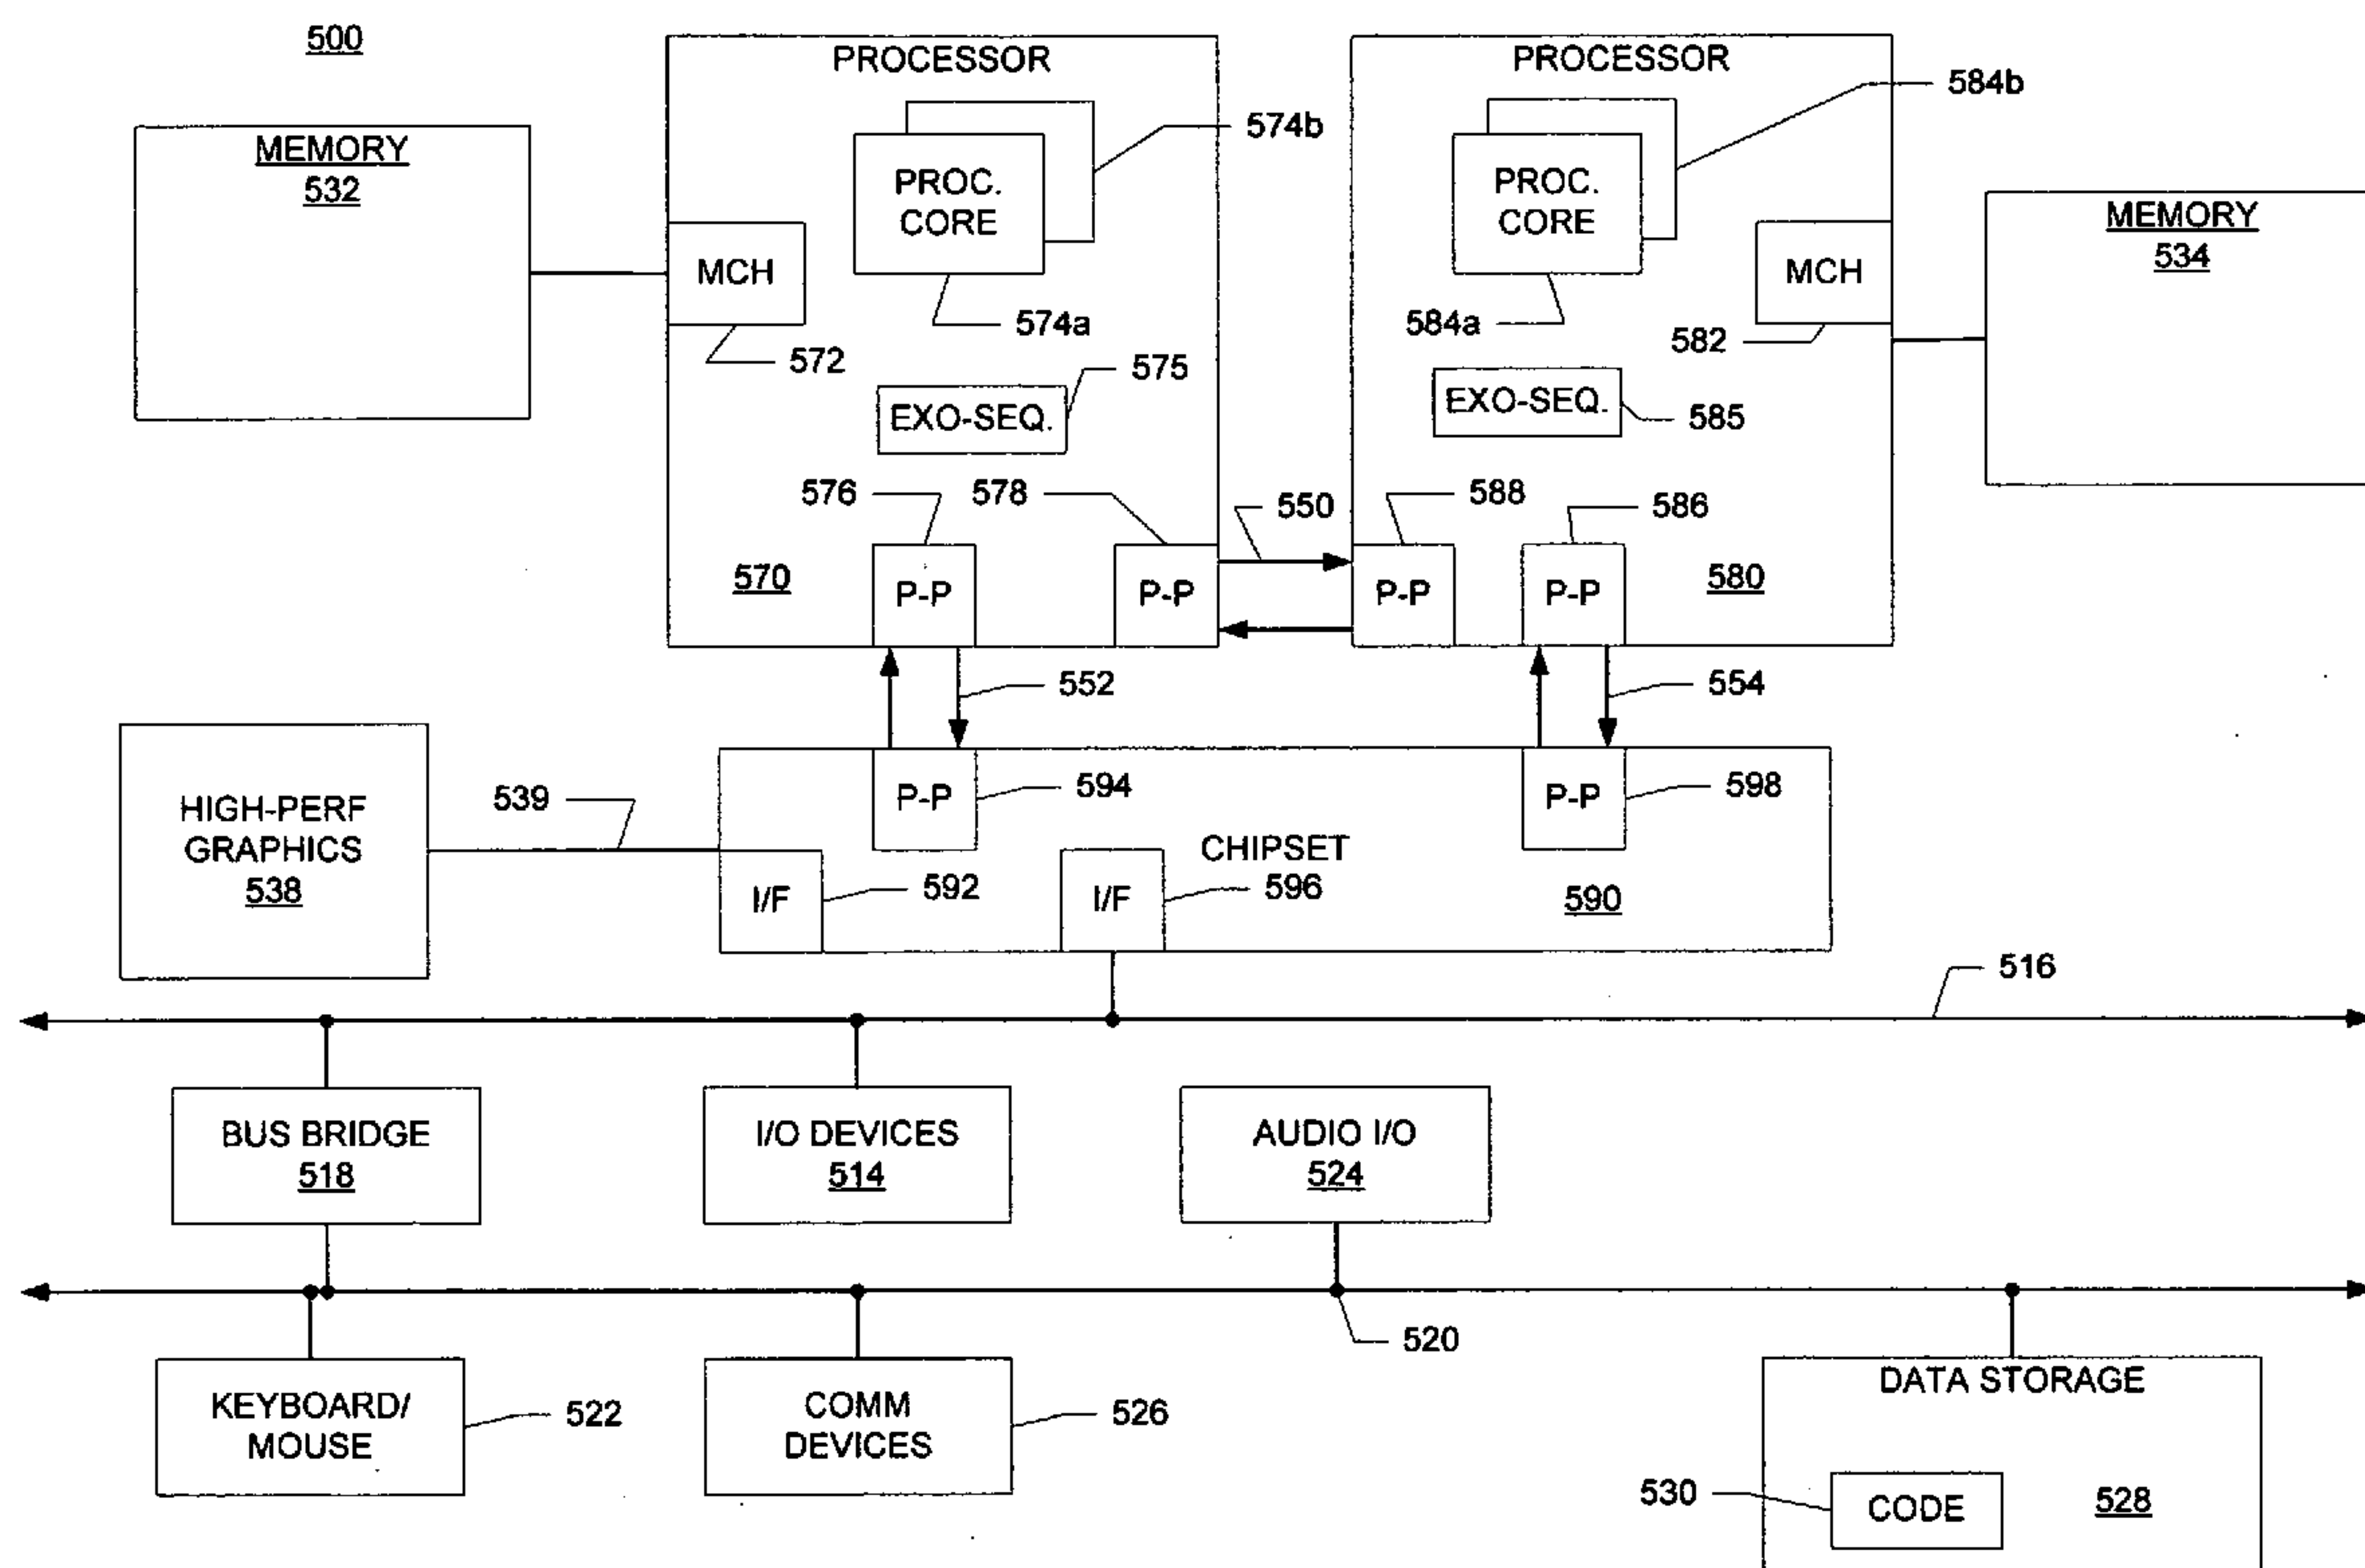 500
PROCESSOR
PROCESSOR
584b
574b
MEMORY
532
PROC.
CORE
PROC.
CORE
MEMORY
534
MCH
MCH
574a
584a
582
572
575
EXO-SEQ.
EXO-SEQ.
585
576
578
550
588
586
570
P-P
P-P
P-P
P-P
580
552
554
HIGH-PERF
GRAPHICS
538
539
P-P
594
P-P
598
CHIPSET
I/F
592
I/F
596
590
516
BUS BRIDGE
518
I/O DEVICES
514
AUDIO I/O
524
520
KEYBOARD/
MOUSE
522
COMM
DEVICES
526
DATA STORAGE
530
CODE
528